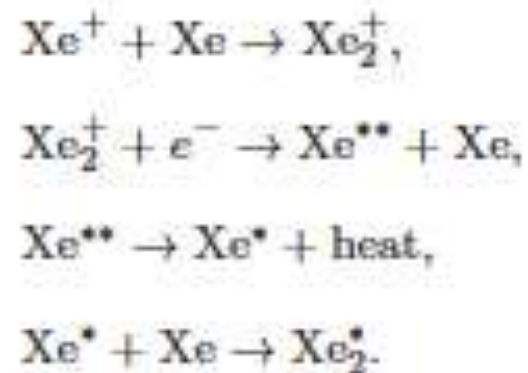 Xe⁺ + Xe → Xe₂⁺,
Xe₂⁺ + e⁻ → Xe** + Xe,
Xe** → Xe* + heat,
Xe* + Xe → Xe₂*.